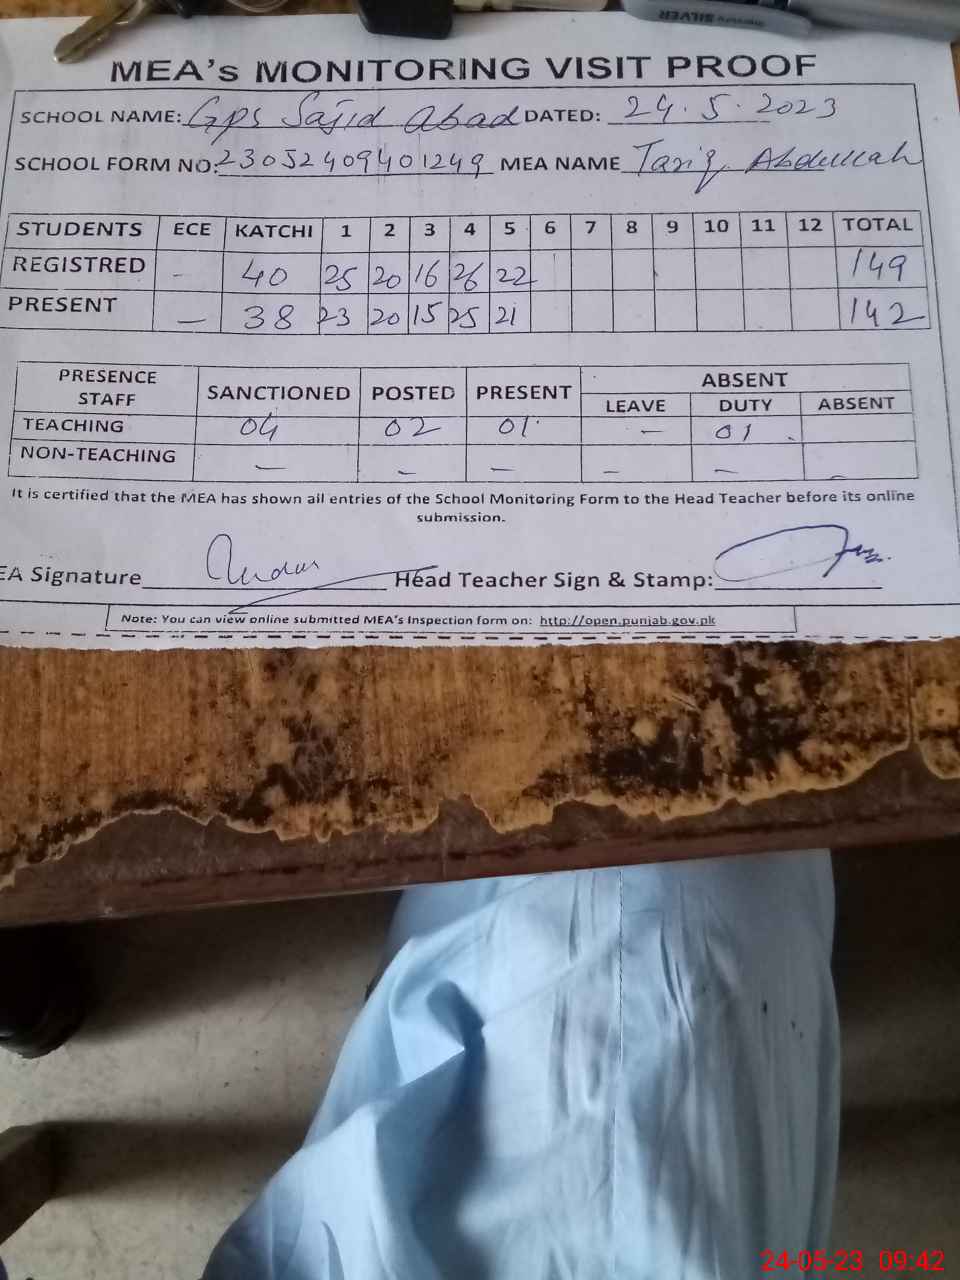 SILVER
MEA's MONITORING VISIT PROOF
SCHOOL NAME: Gps Sajid Abad DATED: 24.5.2023
SCHOOL FORM NO: 23052409401249 MEA NAME Tariq Abdullah
STUDENTS ECE KATCHI 1 2 3 4 5 6 7 8 9 10 11 12 TOTAL
REGISTRED - 40 25 20 16 26 22 149
PRESENT - 38 23 20 15 25 21 142
PRESENCE STAFF SANCTIONED POSTED PRESENT ABSENT
LEAVE DUTY ABSENT
TEACHING 04 02 01 - 01
NON-TEACHING - - - - - -
It is certified that the MEA has shown all entries of the School Monitoring Form to the Head Teacher before its online
submission.
EA Signature Head Teacher Sign & Stamp:
Note: You can view online submitted MEA's Inspection form on: http://open.punjab.gov.pk
24-05-23 09:42